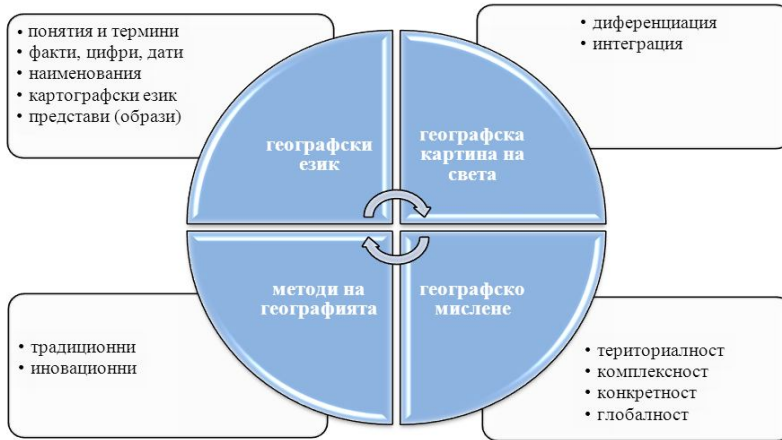 • понятия и термини
• факти, цифри, дати
• наименования
• картографски език
• представи (образи)
• диференциация
• интеграция
географски
език
географска
картина на
света
методи на
географията
географско
мислене
• традиционни
• иновационни
• териториалност
• комплексност
• конкретност
• глобалност